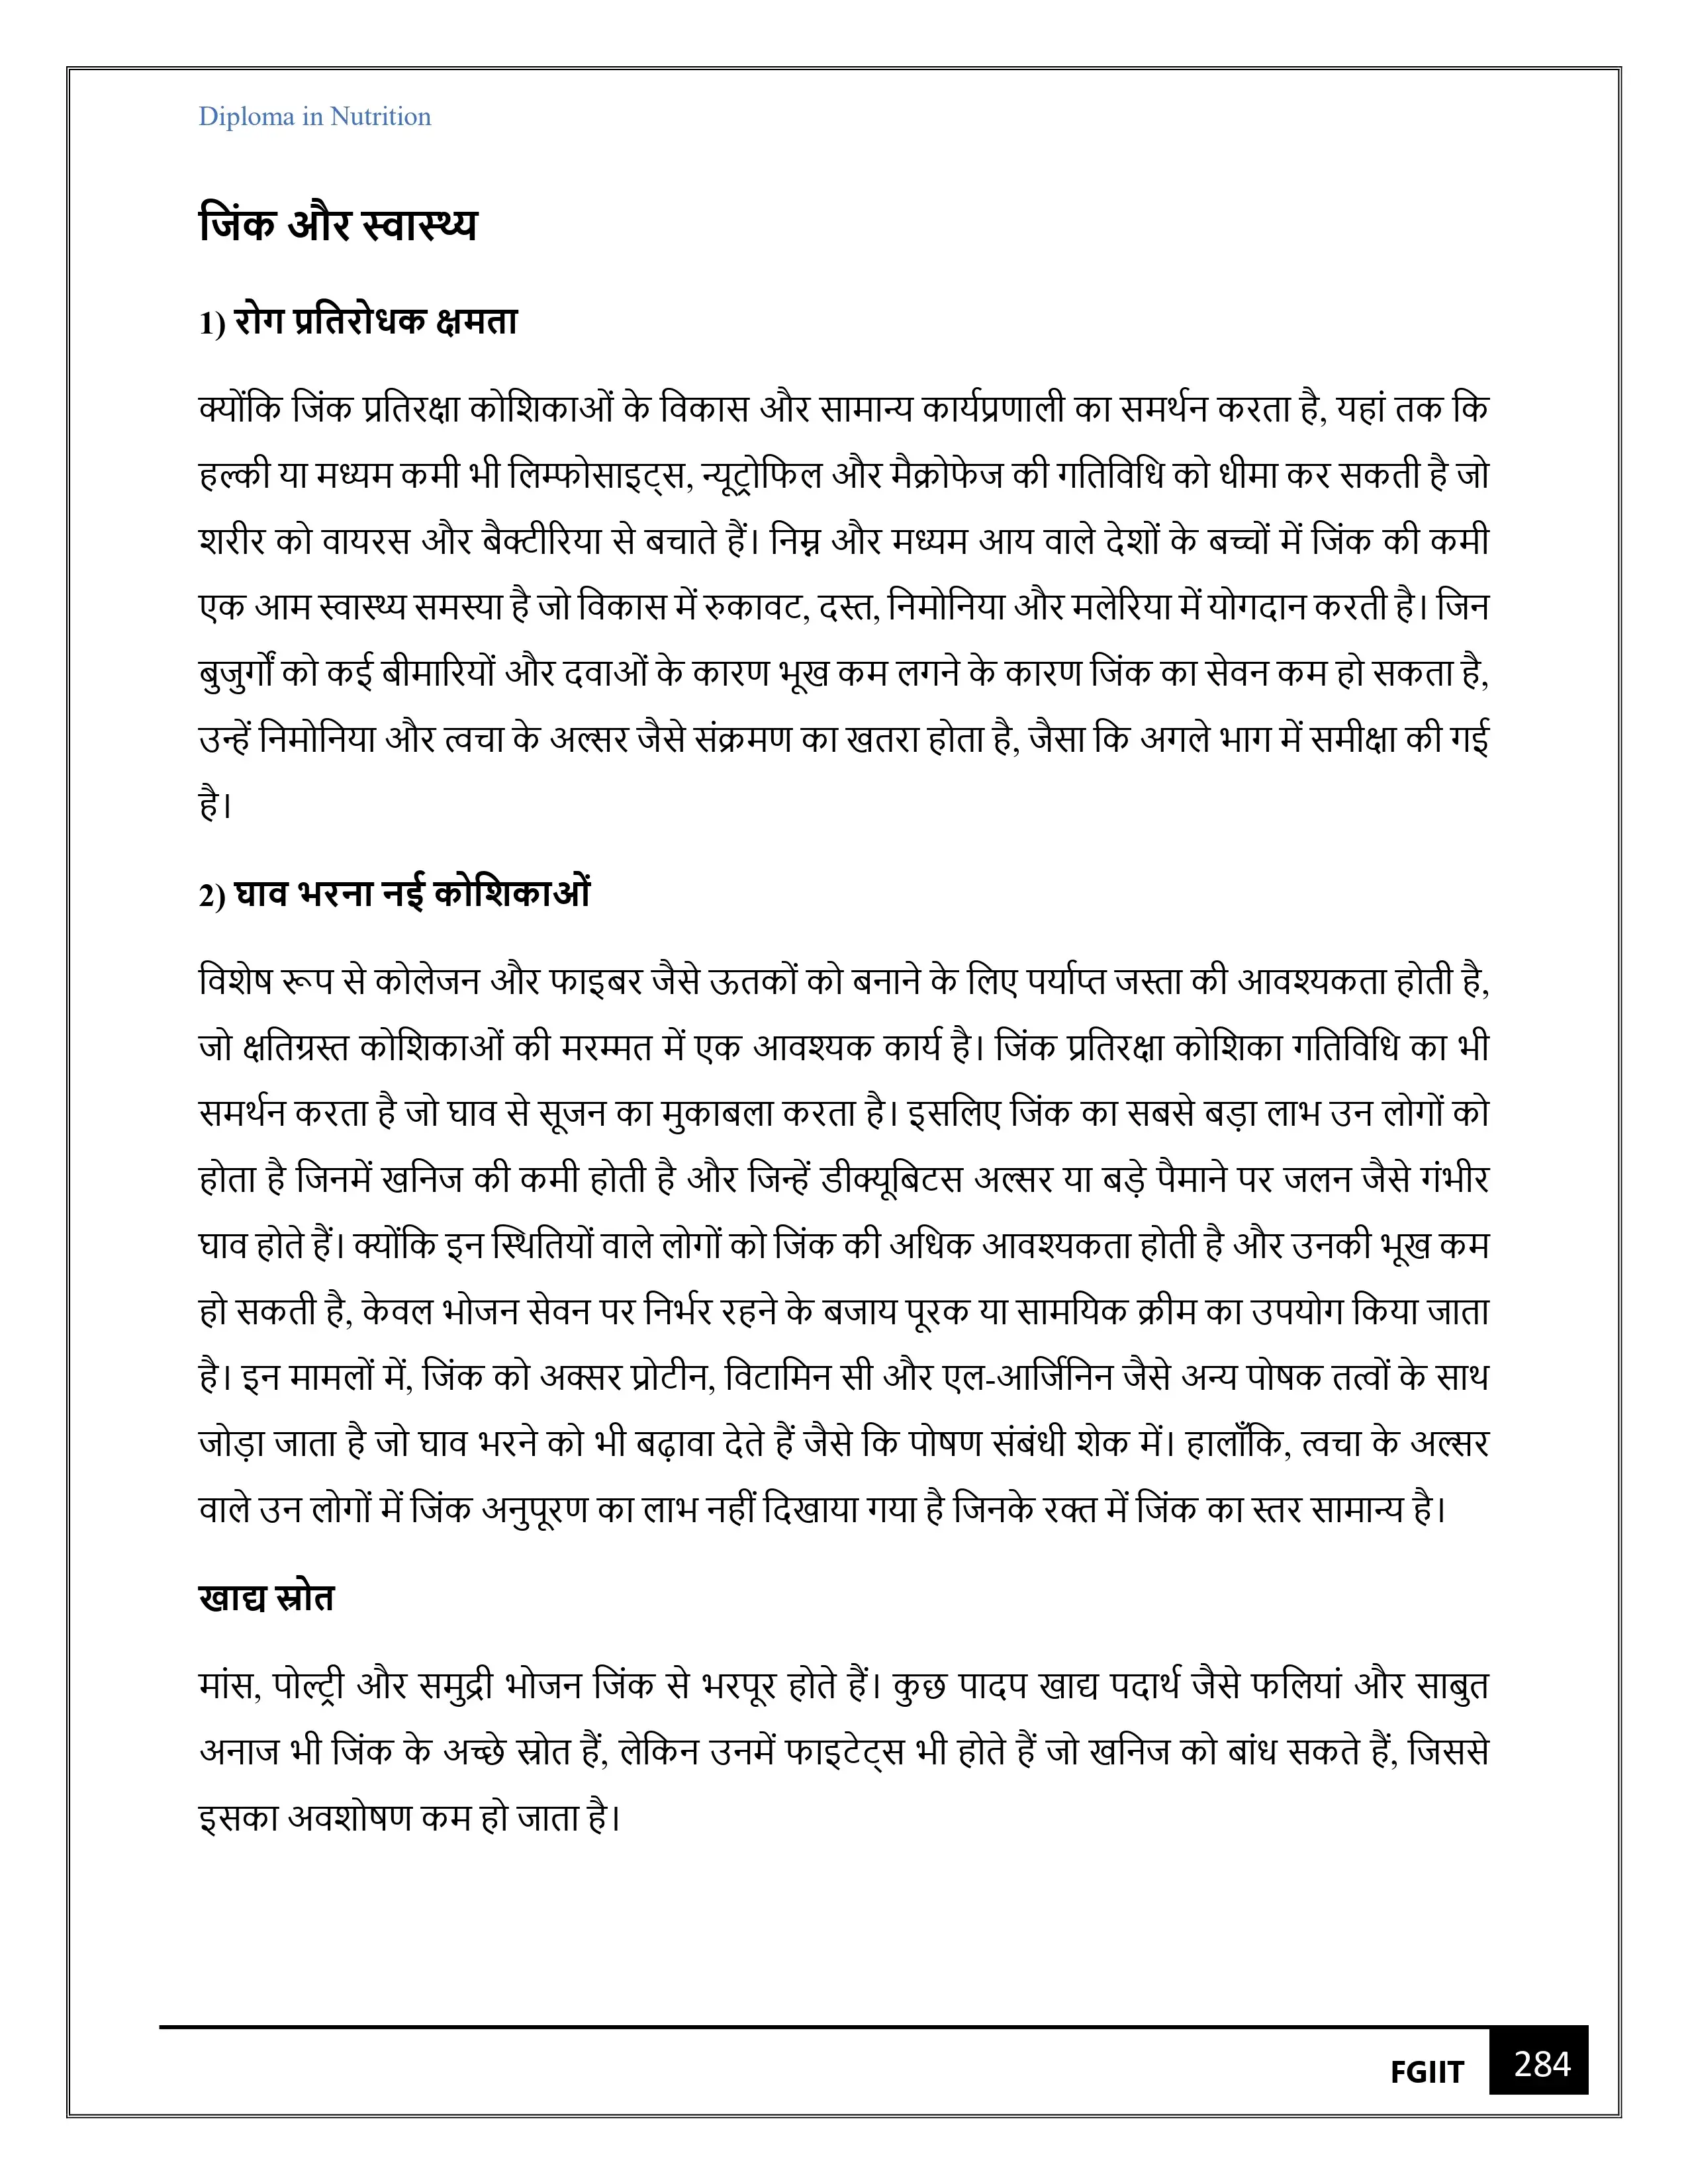 Diploma in Nutrition
जिंक और स्वास्थ्य
1) रोग प्रतिरोधक क्षमता
क्योंकि जिंक प्रतिरक्षा कोशिकाओं के विकास और सामान्य कार्यप्रणाली का समर्थन करता है, यहां तक कि
हल्की या मध्यम कमी भी लिम्फोसाइट्स, न्यूट्रोफिल और मैक्रोफेज की गतिविधि को धीमा कर सकती है जो
शरीर को वायरस और बैक्टीरिया से बचाते हैं। निम्न और मध्यम आय वाले देशों के बच्चों में जिंक की कमी
एक आम स्वास्थ्य समस्या है जो विकास में रुकावट, दस्त, निमोनिया और मलेरिया में योगदान करती है। जिन
बुजुर्गों को कई बीमारियों और दवाओं के कारण भूख कम लगने के कारण जिंक का सेवन कम हो सकता है,
उन्हें निमोनिया और त्वचा के अल्सर जैसे संक्रमण का खतरा होता है, जैसा कि अगले भाग में समीक्षा की गई
है।
2) घाव भरना नई कोशिकाओं
विशेष रूप से कोलेजन और फाइबर जैसे ऊतकों को बनाने के लिए पर्याप्त जस्ता की आवश्यकता होती है,
जो क्षतिग्रस्त कोशिकाओं की मरम्मत में एक आवश्यक कार्य है। जिंक प्रतिरक्षा कोशिका गतिविधि का भी
समर्थन करता है जो घाव से सूजन का मुकाबला करता है। इसलिए जिंक का सबसे बड़ा लाभ उन लोगों को
होता है जिनमें खनिज की कमी होती है और जिन्हें डीक्यूबिटस अल्सर या बड़े पैमाने पर जलन जैसे गंभीर
घाव होते हैं। क्योंकि इन स्थितियों वाले लोगों को जिंक की अधिक आवश्यकता होती है और उनकी भूख कम
हो सकती है, केवल भोजन सेवन पर निर्भर रहने के बजाय पूरक या सामयिक क्रीम का उपयोग किया जाता
है। इन मामलों में, जिंक को अक्सर प्रोटीन, विटामिन सी और एल-आर्जिनिन जैसे अन्य पोषक तत्वों के साथ
जोड़ा जाता है जो घाव भरने को भी बढ़ावा देते हैं जैसे कि पोषण संबंधी शेक में। हालाँकि, त्वचा के अल्सर
वाले उन लोगों में जिंक अनुपूरण का लाभ नहीं दिखाया गया है जिनके रक्त में जिंक का स्तर सामान्य है।
खाद्य स्रोत
मांस, पोल्ट्री और समुद्री भोजन जिंक से भरपूर होते हैं। कुछ पादप खाद्य पदार्थ जैसे फलियां और साबुत
अनाज भी जिंक के अच्छे स्रोत हैं, लेकिन उनमें फाइटेट्स भी होते हैं जो खनिज को बांध सकते हैं, जिससे
इसका अवशोषण कम हो जाता है।
FGIIT 284